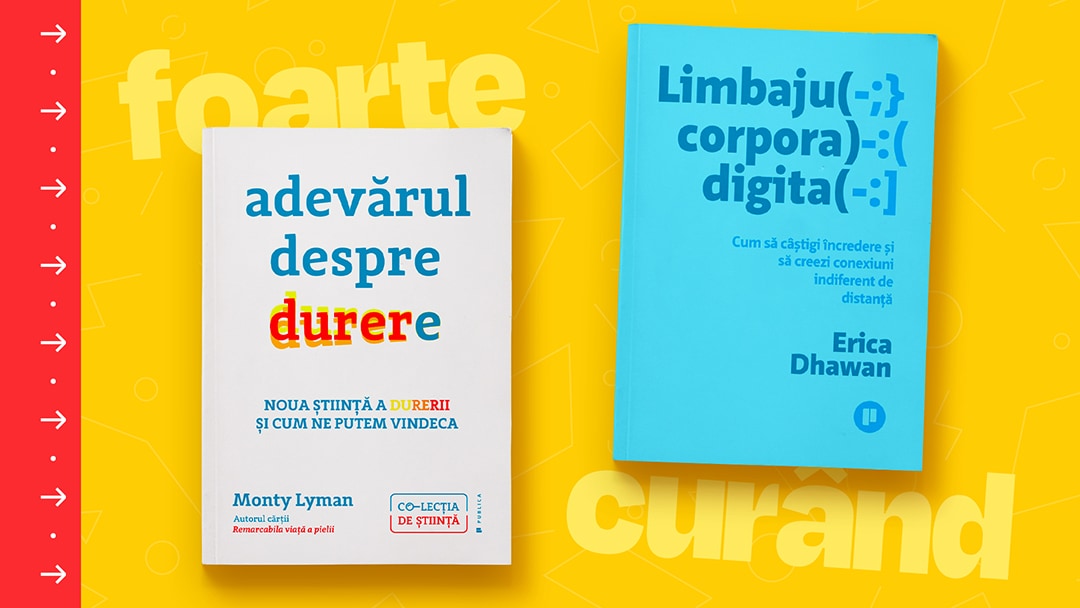 foarte
adevărul
despre
durere
NOUA ȘTIINȚĂ A DURERII
ȘI CUM NE PUTEM VINDECA
Monty Lyman
Autorul cărții
Remarcabila viață a pielii
CO-LECȚIA
DE ȘTIINȚĂ
PUBLICA
Limbaju(-;}
corpora)-:(
digita(-:]
Cum să câștigi încredere și
să creezi conexiuni
indiferent de
distanță
Erica
Dhawan
curând